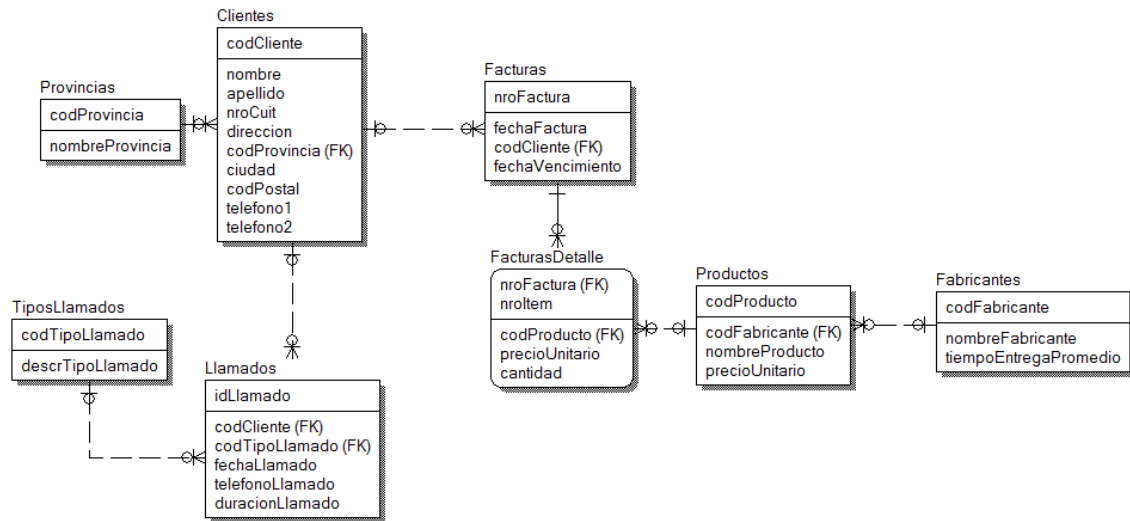 Clientes
codCliente
nombre
apellido
nroCuit
direccion
codProvincia (FK)
ciudad
codPostal
telefono1
telefono2
Provincias
codProvincia
nombreProvincia
Facturas
nroFactura
fechaFactura
codCliente (FK)
fechaVencimiento
FacturasDetalle
nroFactura (FK)
nroItem
codProducto (FK)
precioUnitario
cantidad
Productos
codProducto
codFabricante (FK)
nombreProducto
precioUnitario
Fabricantes
codFabricante
nombreFabricante
tiempoEntregaPromedio
TiposLlamados
codTipoLlamado
descrTipoLlamado
Llamados
idLlamado
codCliente (FK)
codTipoLlamado (FK)
fechaLlamado
telefonoLlamado
duracionLlamado